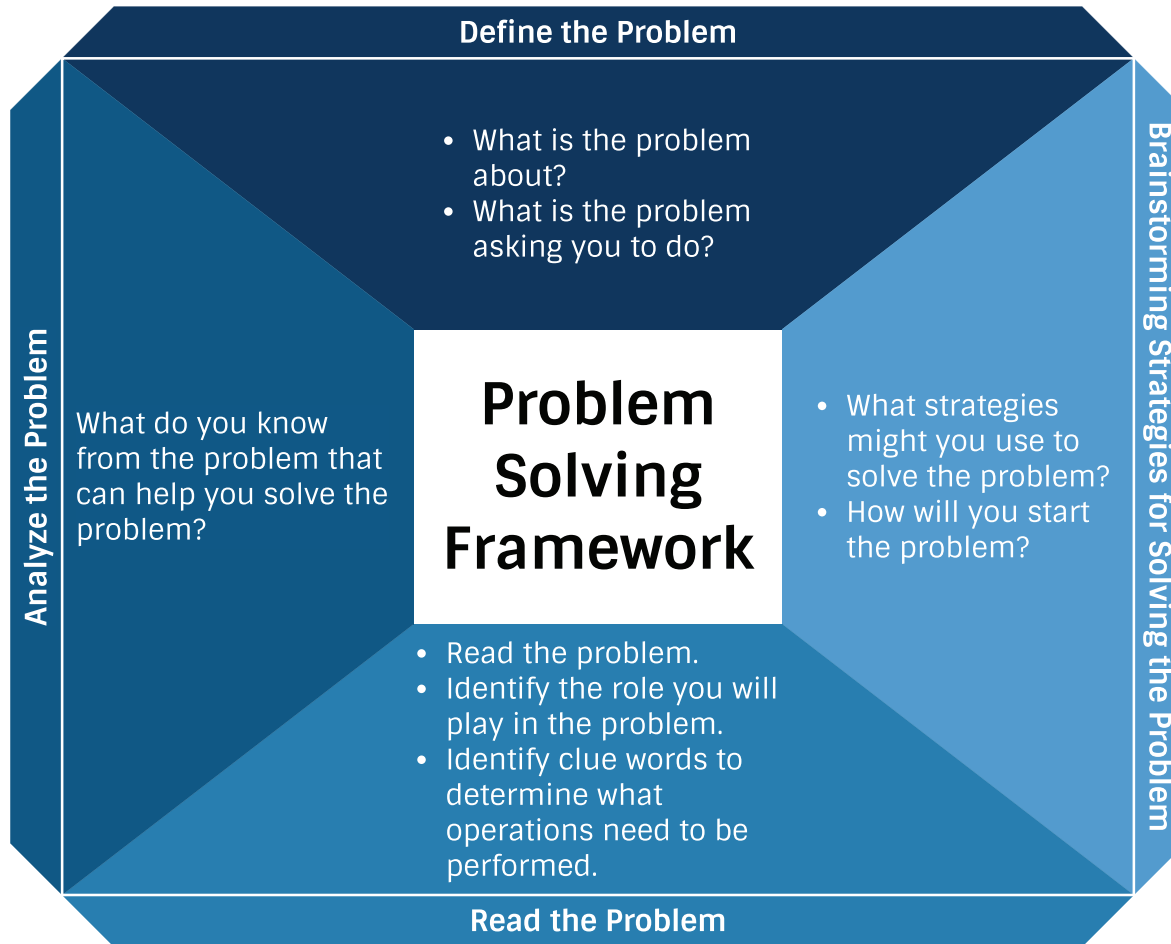 Define the Problem
• What is the problem
about?
• What is the problem
asking you to do?
Analyze the Problem
What do you know
from the problem that
can help you solve the
problem?
Problem
Solving
Framework
• What strategies
might you use to
solve the problem?
• How will you start
the problem?
Brainstorming Strategies for Solving the Problem
• Read the problem.
• Identify the role you will
play in the problem.
• Identify clue words to
determine what
operations need to be
performed.
Read the Problem